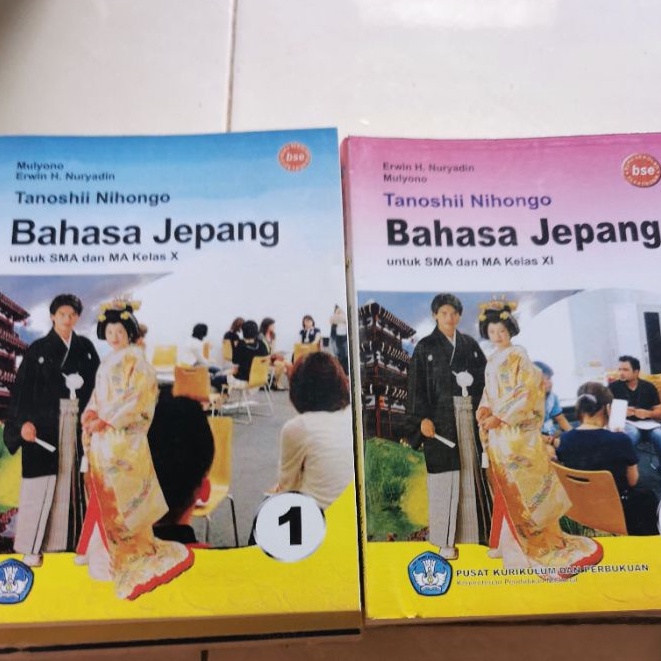 Mulyono
Erwin H. Nuryadin
Tanoshii Nihongo
Bahasa Jepang
untuk SMA dan MA Kelas X
bse
1
Erwin H. Nuryadin
Mulyono
Tanoshii Nihongo
Bahasa Jepang
untuk SMA dan MA Kelas XI
bse
PUSAT KURIKULUM DAN PERBUKUAN